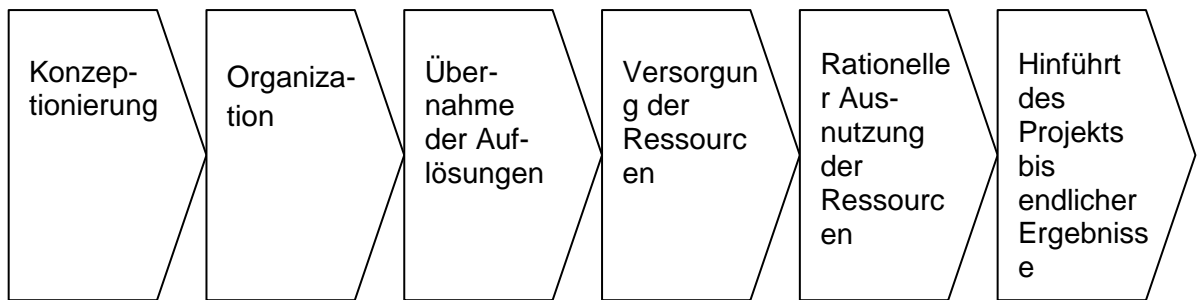 Konzep-
tionierung
Organiza-
tion
Über-
nahme
der Auf-
lösungen
Versorgun
g der
Ressourc
en
Rationelle
r Aus-
nutzung
der
Ressourc
en
Hinführt
des
Projekts
bis
endlicher
Ergebniss
e